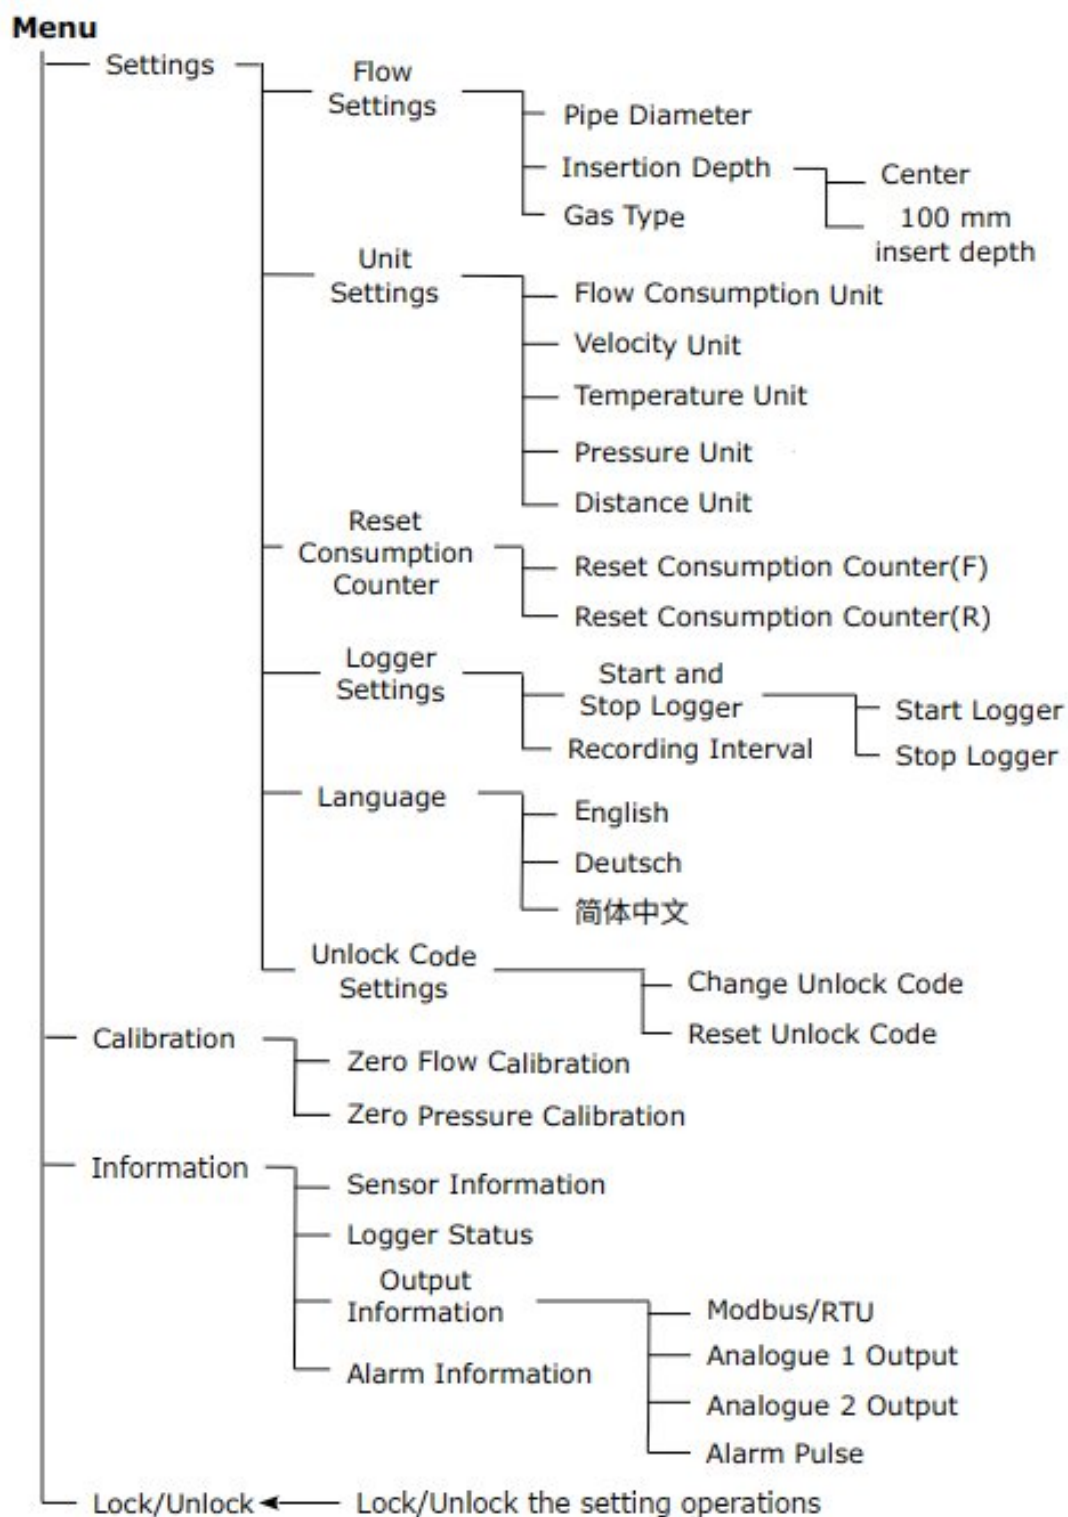 Menu
Settings
Flow
Settings
Pipe Diameter
Insertion Depth
Center
100 mm
insert depth
Gas Type
Unit
Settings
Flow Consumption Unit
Velocity Unit
Temperature Unit
Pressure Unit
Distance Unit
Reset
Consumption
Counter
Reset Consumption Counter(F)
Reset Consumption Counter(R)
Logger
Settings
Start and
Stop Logger
Start Logger
Stop Logger
Recording Interval
Language
English
Deutsch
简体中文
Unlock Code
Settings
Change Unlock Code
Reset Unlock Code
Calibration
Zero Flow Calibration
Zero Pressure Calibration
Information
Sensor Information
Logger Status
Output
Information
Modbus/RTU
Analogue 1 Output
Analogue 2 Output
Alarm Pulse
Alarm Information
Lock/Unlock
Lock/Unlock the setting operations